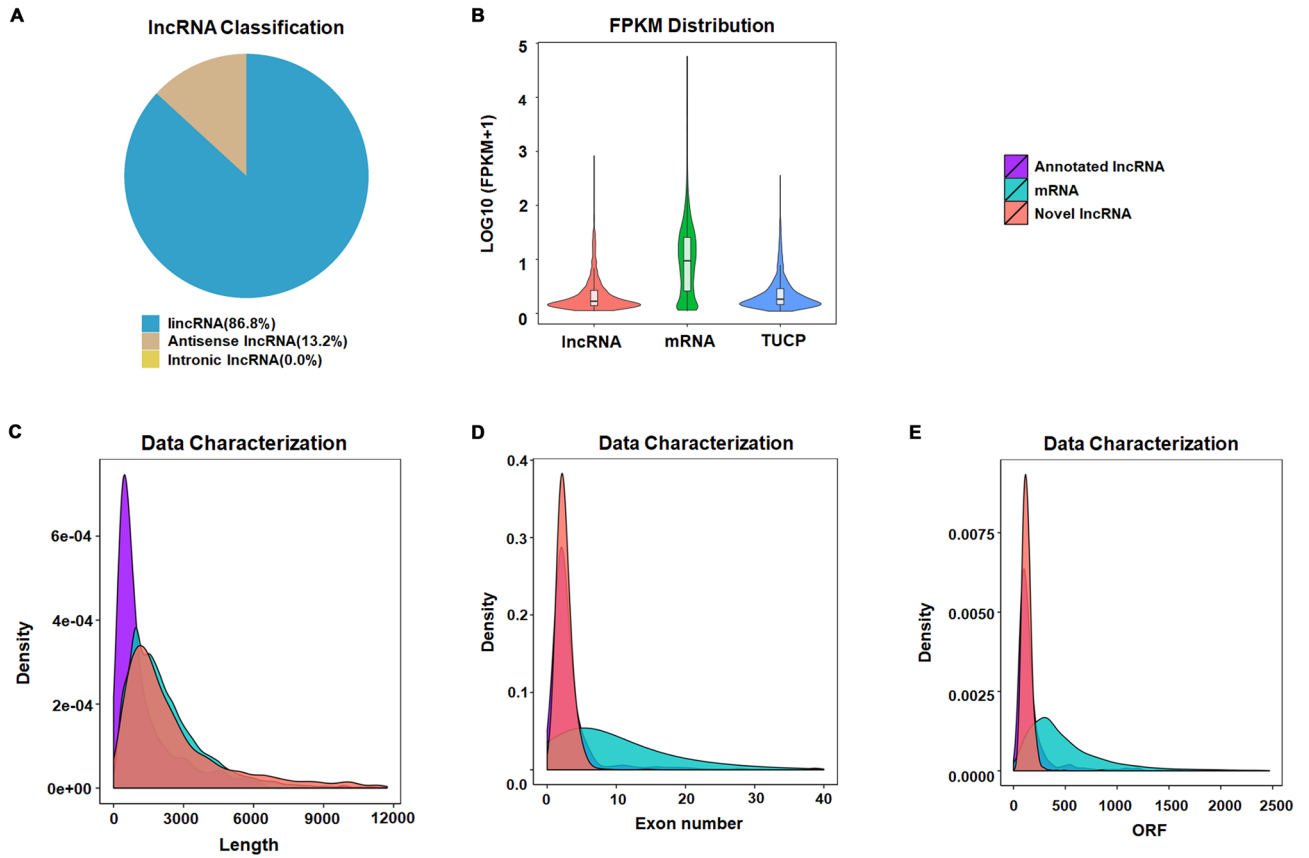 A
lncRNA Classification
lincRNA(86.8%)
Antisense lncRNA(13.2%)
Intronic lncRNA(0.0%)
B
FPKM Distribution
LOG10 (FPKM+1)
5
4
3
2
1
0
lncRNA
mRNA
TUCP
Annotated lncRNA
mRNA
Novel lncRNA
C
Data Characterization
Density
6e-04
4e-04
2e-04
0e+00
0
3000
6000
9000
12000
Length
D
Data Characterization
Density
0.4
0.3
0.2
0.1
0.0
0
10
20
30
40
Exon number
E
Data Characterization
Density
0.0075
0.0050
0.0025
0.0000
0
500
1000
1500
2000
2500
ORF